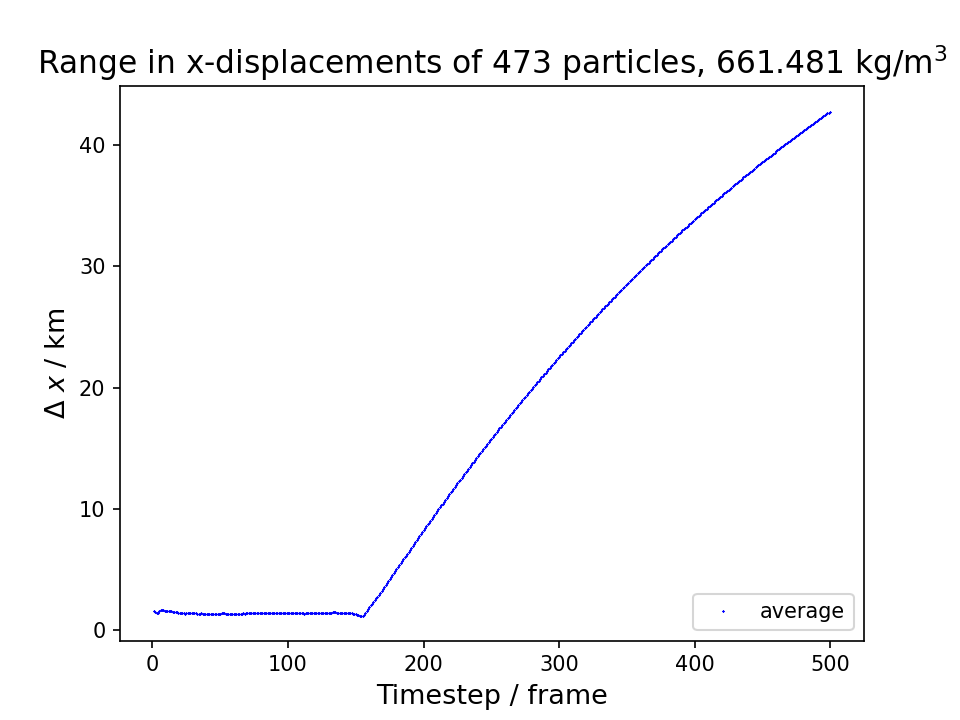 Range in x-displacements of 473 particles, 661.481 kg/m³
40
30
20
10
0
Δ x / km
average
0 100 200 300 400 500
Timestep / frame